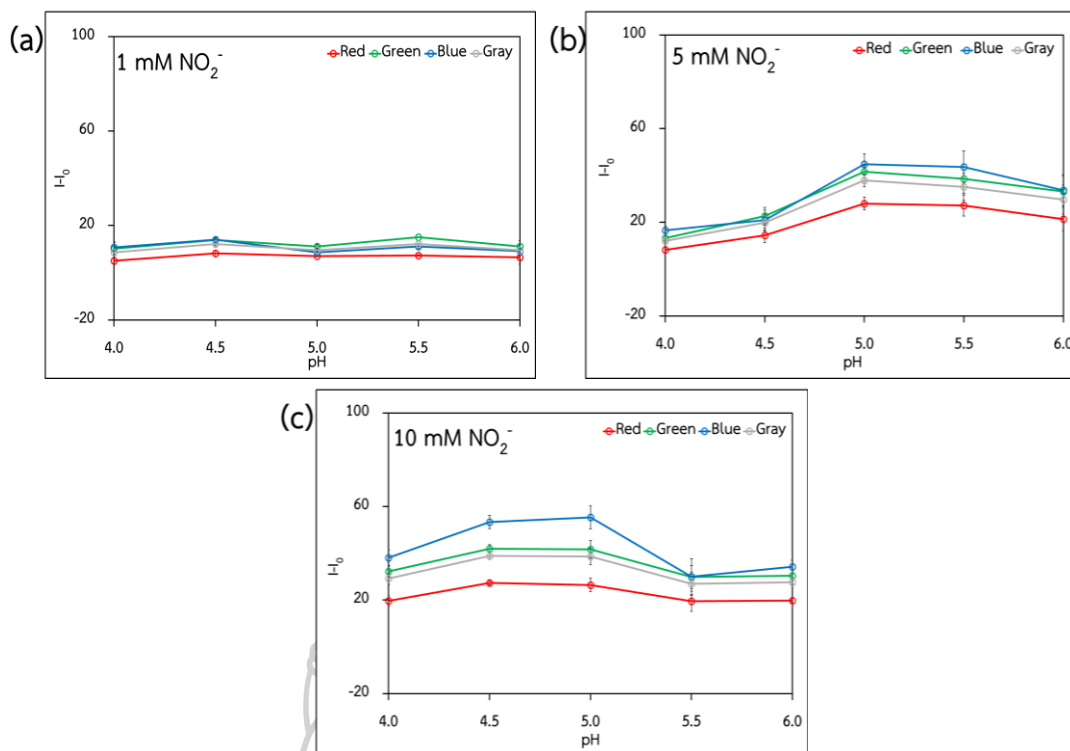 (a)
100
Red Green Blue Gray
1 mM NO₂⁻
60
I-I₀
20
-20
4.0 4.5 5.0 5.5 6.0
pH
(b)
100
Red Green Blue Gray
5 mM NO₂⁻
60
I-I₀
20
-20
4.0 4.5 5.0 5.5 6.0
pH
(c)
100
Red Green Blue Gray
10 mM NO₂⁻
60
I-I₀
20
-20
4.0 4.5 5.0 5.5 6.0
pH